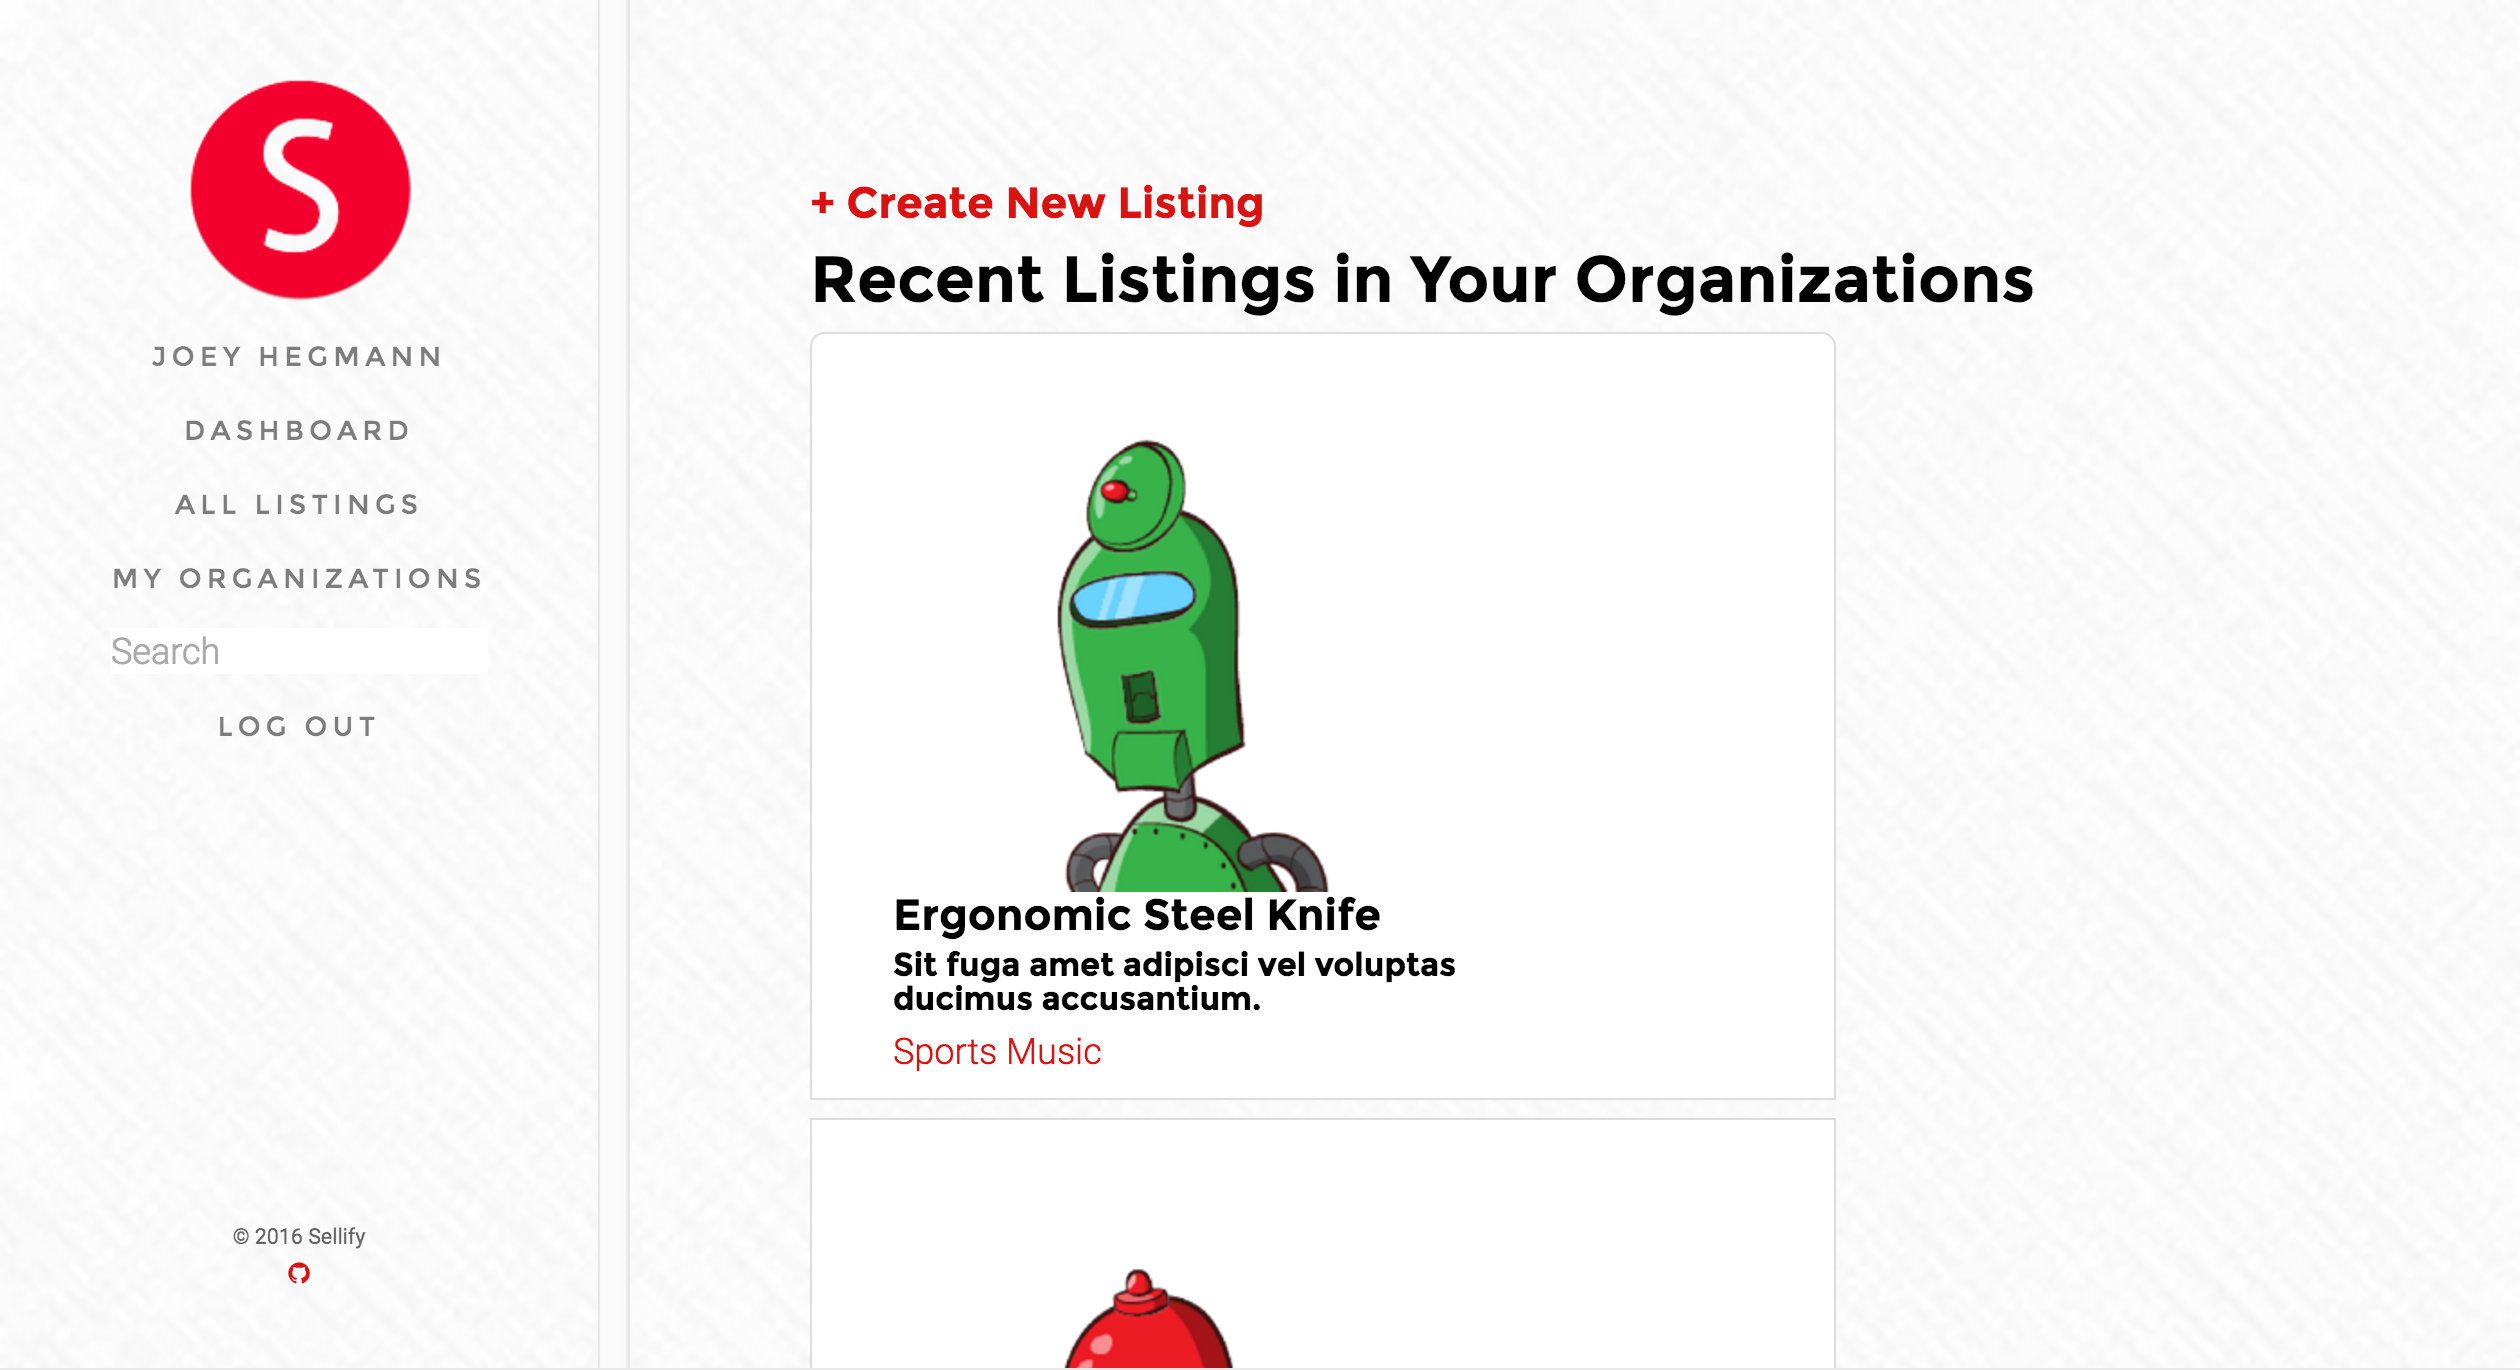 S
JOEY HEGMANN
DASHBOARD
ALL LISTINGS
MY ORGANIZATIONS
Search
LOG OUT
© 2016 Sellify
+ Create New Listing
Recent Listings in Your Organizations
Ergonomic Steel Knife
Sit fuga amet adipisci vel voluptas
ducimus accusantium.
Sports Music